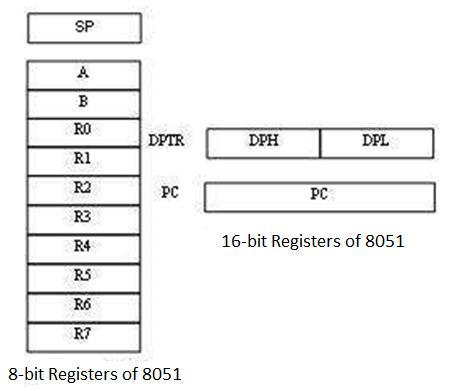 SP
A
B
R0
R1
R2
R3
R4
R5
R6
R7
8-bit Registers of 8051
DPTR DPH DPL
PC PC
16-bit Registers of 8051